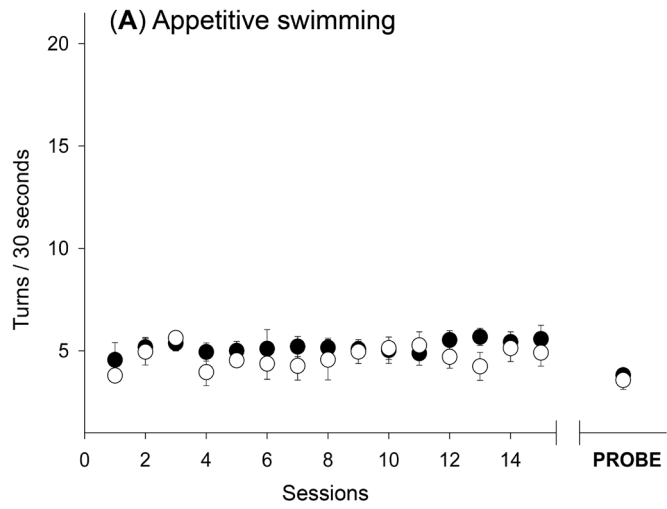 (A) Appetitive swimming
20
15
10
5
Turns / 30 seconds
0 2 4 6 8 10 12 14 PROBE
Sessions